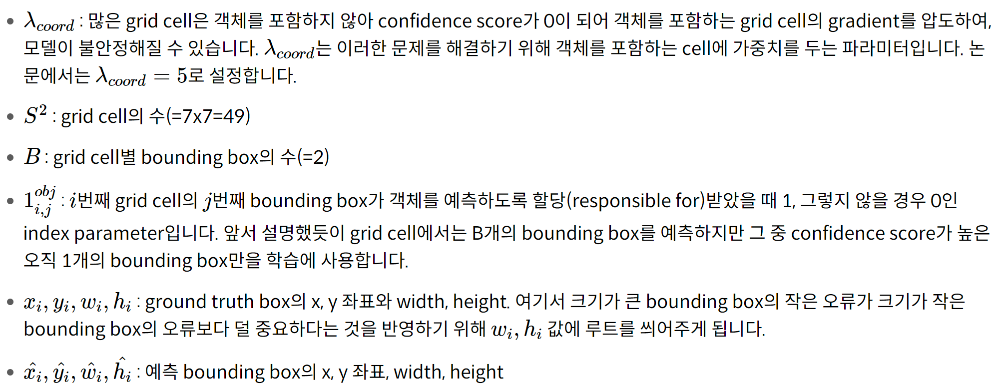 • λ_coord : 많은 grid cell은 객체를 포함하지 않아 confidence score가 0이 되어 객체를 포함하는 grid cell의 gradient를 압도하여,
모델이 불안정해질 수 있습니다. λ_coord는 이러한 문제를 해결하기 위해 객체를 포함하는 cell에 가중치를 두는 파라미터입니다. 논
문에서는 λ_coord = 5로 설정합니다.
• S² : grid cell의 수(=7x7=49)
• B : grid cell별 bounding box의 수(=2)
• 1_{i,j}^{obj} : i번째 grid cell의 j번째 bounding box가 객체를 예측하도록 할당(responsible for)받았을 때 1, 그렇지 않을 경우 0인
index parameter입니다. 앞서 설명했듯이 grid cell에서는 B개의 bounding box를 예측하지만 그 중 confidence score가 높은
오직 1개의 bounding box만을 학습에 사용합니다.
• x_i, y_i, w_i, h_i : ground truth box의 x, y 좌표와 width, height. 여기서 크기가 큰 bounding box의 작은 오류가 크기가 작은
bounding box의 오류보다 덜 중요하다는 것을 반영하기 위해 w_i, h_i 값에 루트를 씌어주게 됩니다.
• x̂_i, ŷ_i, ŵ_i, ĥ_i : 예측 bounding box의 x, y 좌표, width, height